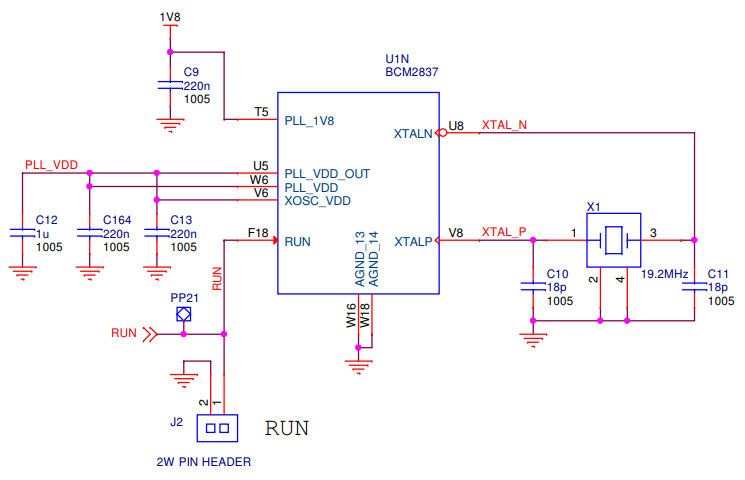 1V8
C9
220n
1005
U1N
BCM2837
T5
PLL_1V8
XTALN
U8
XTAL_N
PLL_VDD
U5
PLL_VDD_OUT
W6
PLL_VDD
V6
XOSC_VDD
C12
1u
1005
C164
220n
1005
C13
220n
1005
F18
RUN
XTALP
V8
XTAL_P
X1
1
3
2
4
19.2MHz
AGND_13
AGND_14
W16
W18
C10
18p
1005
C11
18p
1005
RUN
PP21
RUN
2
1
J2
RUN
2W PIN HEADER